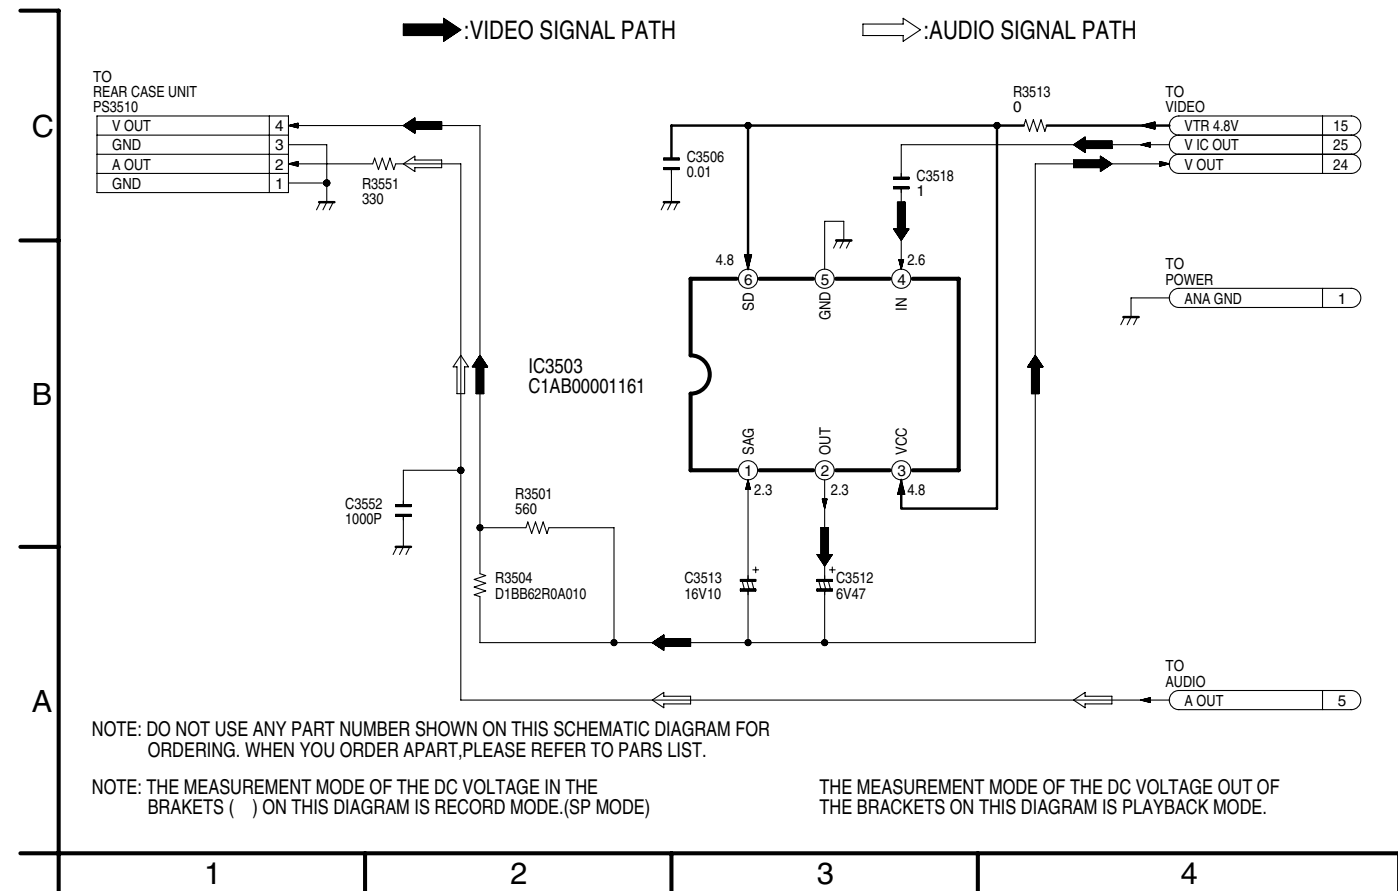 :VIDEO SIGNAL PATH
:AUDIO SIGNAL PATH
TO
REAR CASE UNIT
PS3510
V OUT 4
GND 3
A OUT 2
GND 1
R3551
330
C3506
0.01
C3518
1
R3513
0
TO
VIDEO
VTR 4.8V 15
V IC OUT 25
V OUT 24
TO
POWER
ANA GND 1
4.8
2.6
6
5
4
SD
GND
IN
IC3503
C1AB00001161
SAG
OUT
VCC
1
2
3
2.3
2.3
4.8
C3552
1000P
R3501
560
R3504
D1BB62R0A010
C3513
16V10
+
C3512
6V47
+
TO
AUDIO
A OUT 5
NOTE: DO NOT USE ANY PART NUMBER SHOWN ON THIS SCHEMATIC DIAGRAM FOR
ORDERING. WHEN YOU ORDER APART,PLEASE REFER TO PARS LIST.
NOTE: THE MEASUREMENT MODE OF THE DC VOLTAGE IN THE
BRAKETS ( ) ON THIS DIAGRAM IS RECORD MODE.(SP MODE)
THE MEASUREMENT MODE OF THE DC VOLTAGE OUT OF
THE BRACKETS ON THIS DIAGRAM IS PLAYBACK MODE.
C
B
A
1
2
3
4